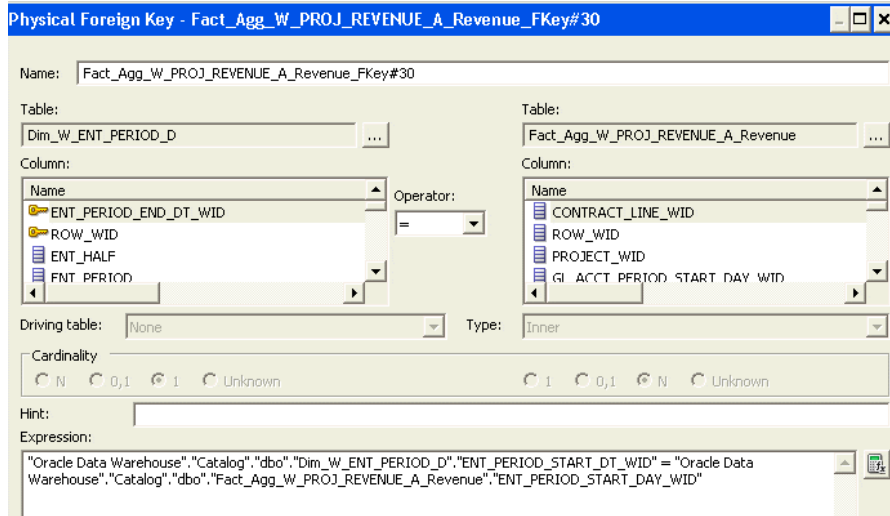 Physical Foreign Key - Fact_Agg_W_PROJ_REVENUE_A_Revenue_FKey#30
Name: Fact_Agg_W_PROJ_REVENUE_A_Revenue_FKey#30
Table: Table:
Dim_W_ENT_PERIOD_D ... Fact_Agg_W_PROJ_REVENUE_A_Revenue ...
Column: Column:
Name Operator: Name
ENT_PERIOD_END_DT_WID = CONTRACT_LINE_WID
ROW_WID ROW_WID
ENT_HALF PROJECT_WID
ENT_PERIOD GL_ACCT_PERIOD_START_DAY_WID
Driving table: None Type: Inner
Cardinality
N 0,1 1 Unknown 1 0,1 N Unknown
Hint:
Expression:
"Oracle Data Warehouse"."Catalog"."dbo"."Dim_W_ENT_PERIOD_D"."ENT_PERIOD_START_DT_WID" = "Oracle Data
Warehouse"."Catalog"."dbo"."Fact_Agg_W_PROJ_REVENUE_A_Revenue"."ENT_PERIOD_START_DAY_WID"